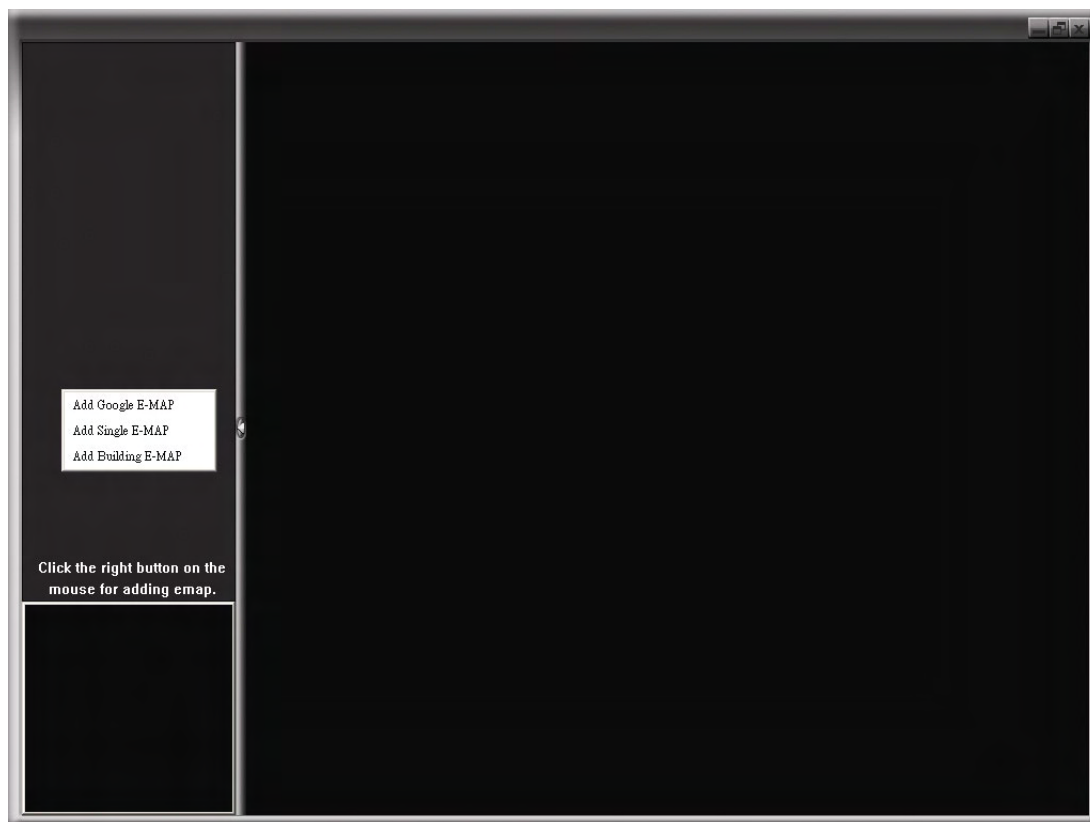 Add Google E-MAP
Add Single E-MAP
Add Building E-MAP
Click the right button on the
mouse for adding emap.